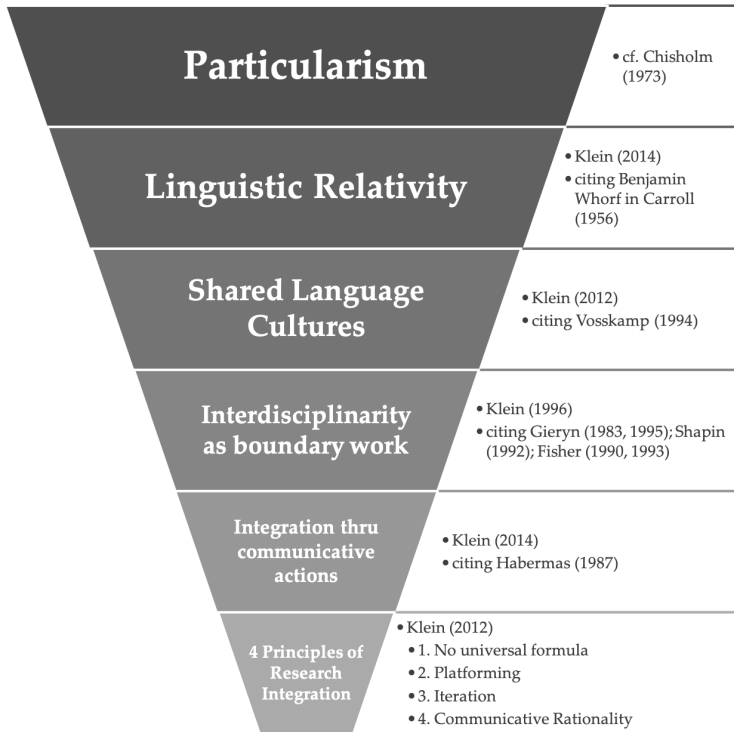 Particularism
• cf. Chisholm
(1973)
Linguistic Relativity
• Klein (2014)
• citing Benjamin
Whorf in Carroll
(1956)
Shared Language
Cultures
• Klein (2012)
• citing Vosskamp (1994)
Interdisciplinarity
as boundary work
• Klein (1996)
• citing Gieryn (1983, 1995); Shapin
(1992); Fisher (1990, 1993)
Integration thru
communicative
actions
• Klein (2014)
• citing Habermas (1987)
4 Principles of
Research
Integration
• Klein (2012)
• 1. No universal formula
• 2. Platforming
• 3. Iteration
• 4. Communicative Rationality